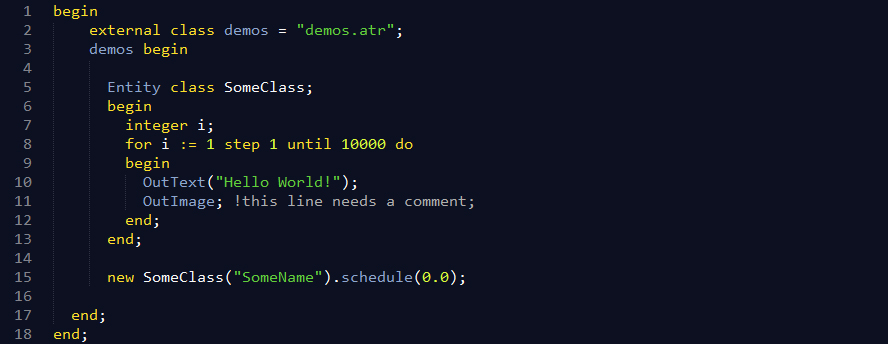 1 begin
2 external class demos = "demos.atr";
3 demos begin
4
5 Entity class SomeClass;
6 begin
7 integer i;
8 for i := 1 step 1 until 10000 do
9 begin
10 OutText("Hello World!");
11 OutImage; !this line needs a comment;
12 end;
13 end;
14
15 new SomeClass("SomeName").schedule(0.0);
16
17 end;
18 end;